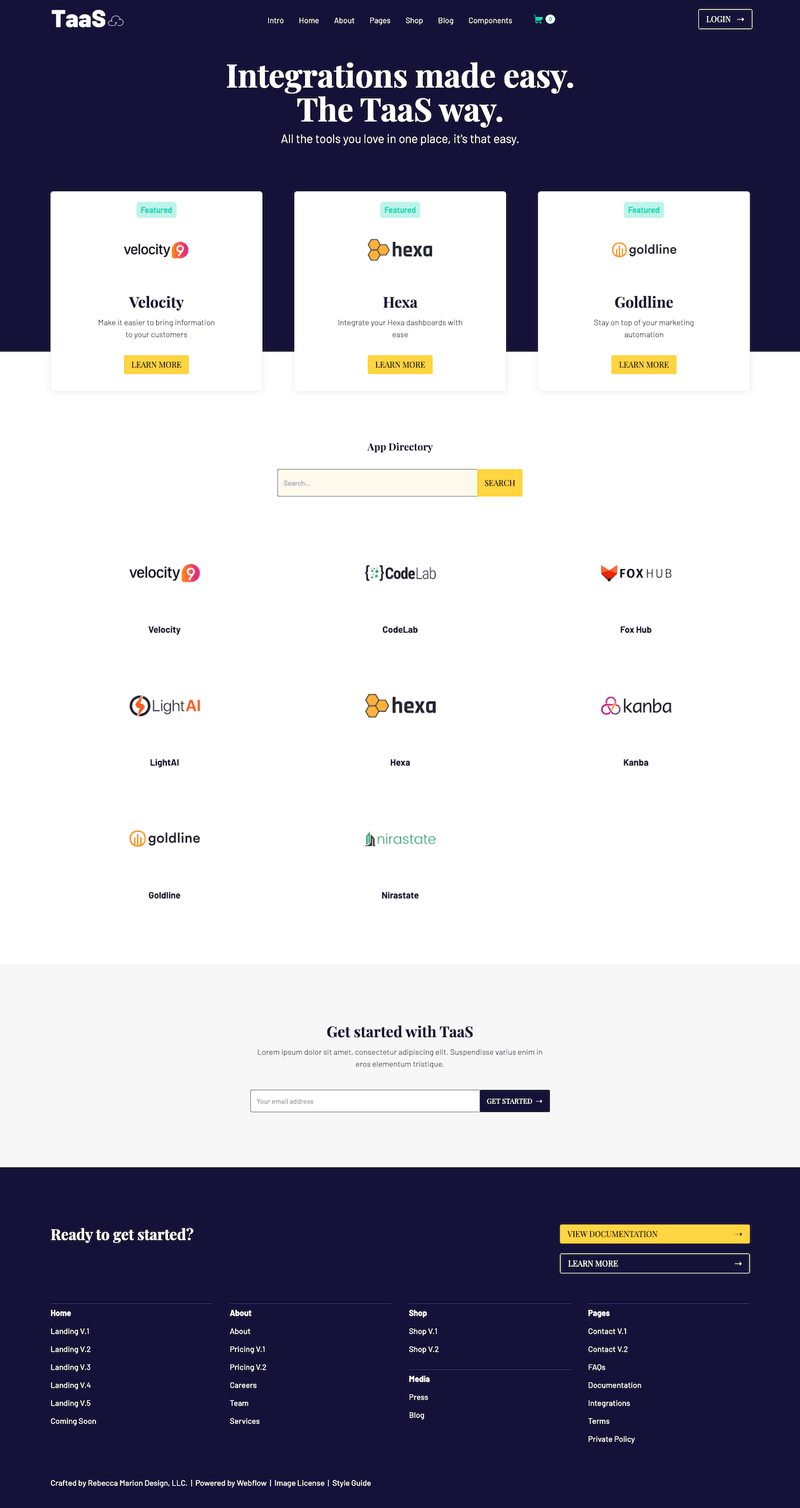 TaaS
Intro Home About Pages Shop Blog Components 0
LOGIN →
Integrations made easy.
The TaaS way.
All the tools you love in one place, it's that easy.
Featured
velocity 9
Velocity
Make it easier to bring information
to your customers
LEARN MORE
Featured
hexa
Hexa
Integrate your Hexa dashboards with
ease
LEARN MORE
Featured
goldline
Goldline
Stay on top of your marketing
automation
LEARN MORE
App Directory
Search...
SEARCH
velocity 9
Velocity
{ }CodeLab
CodeLab
FOXHUB
Fox Hub
LightAI
LightAI
hexa
Hexa
kanba
Kanba
goldline
Goldline
nirastate
Nirastate
Get started with TaaS
Lorem ipsum dolor sit amet, consectetur adipiscing elit. Suspendisse varius enim in
eros elementum tristique.
Your email address
GET STARTED →
Ready to get started?
VIEW DOCUMENTATION →
LEARN MORE →
Home
Landing V.1
Landing V.2
Landing V.3
Landing V.4
Landing V.5
Coming Soon
About
About
Pricing V.1
Pricing V.2
Careers
Team
Services
Shop
Shop V.1
Shop V.2
Media
Press
Blog
Pages
Contact V.1
Contact V.2
FAQs
Documentation
Integrations
Terms
Private Policy
Crafted by Rebecca Marion Design, LLC. | Powered by Webflow | Image License | Style Guide